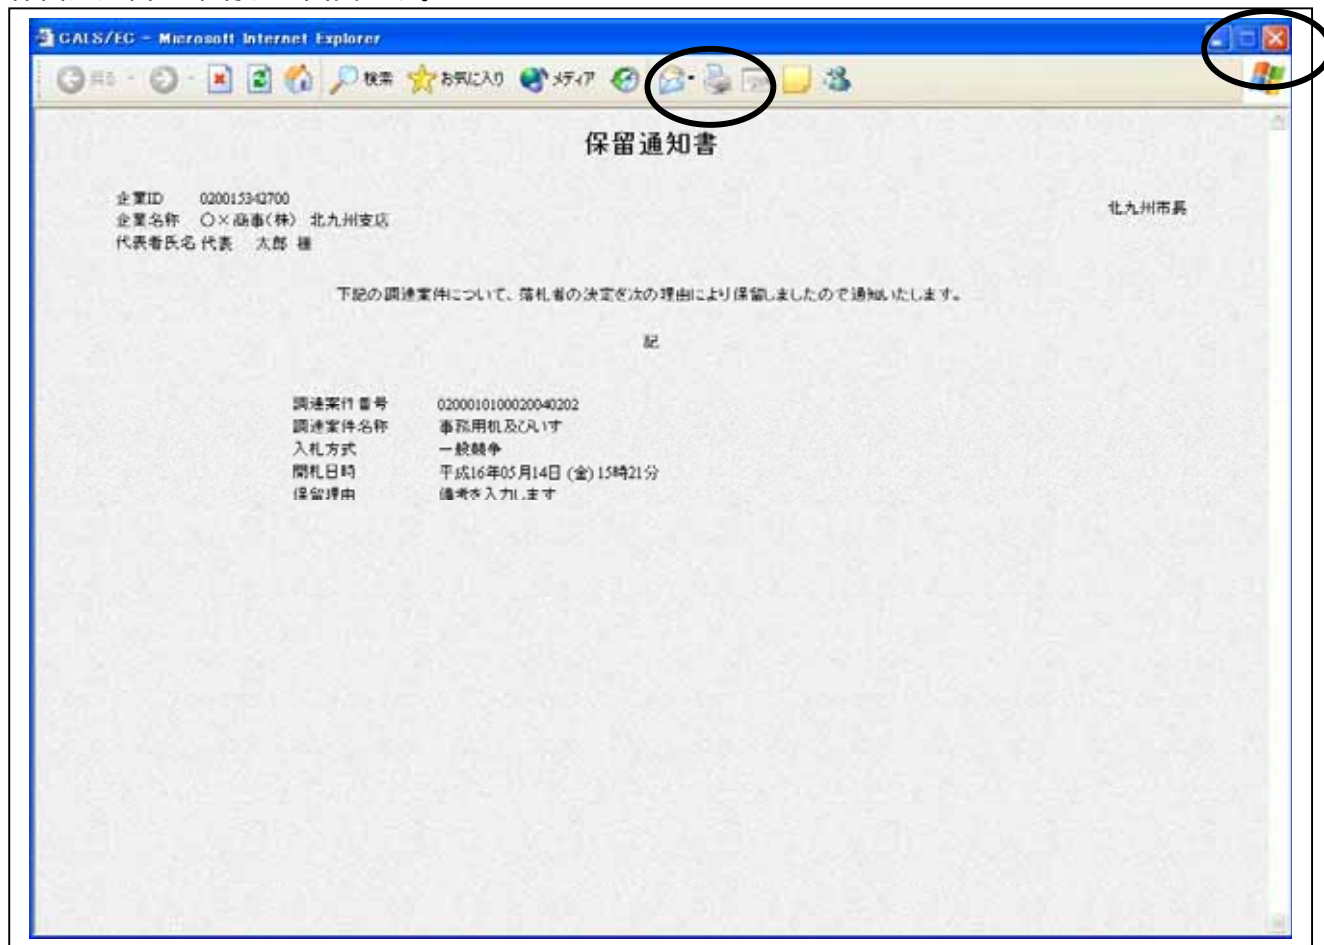 CALS/EC - Microsoft Internet Explorer
戻る 検索 お気に入り メディア
保留通知書
企業ID 020015342700
企業名称 ○×商事(株) 北九州支店
北九州市長
代表者氏名 代表 太郎 様
下記の調達案件について、落札者の決定を次の理由により保留しましたので通知いたします。
記
調達案件番号 0200010100020040202
調達案件名称 事務用机及びいす
入札方式 一般競争
開札日時 平成16年05月14日 (金) 15時21分
保留理由 備考を入力します